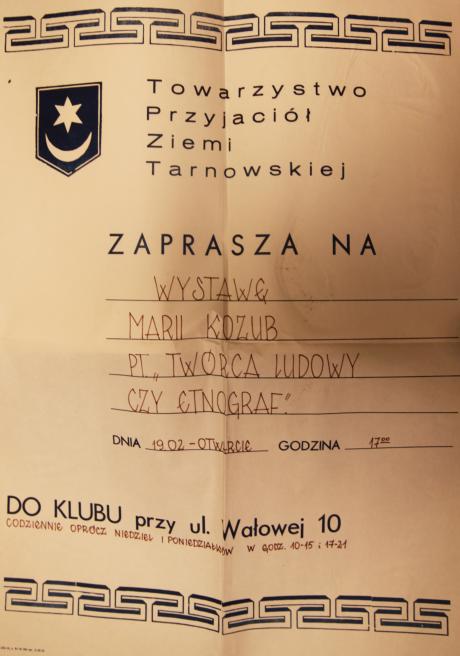 Towarzystwo
Przyjaciół
Ziemi
Tarnowskiej
ZAPRASZA NA
WYSTAWĘ
MARII KOZUB
PT. „TWÓRCA LUDOWY
CZY ETNOGRAF."
DNIA 19.02 - OTWARCIE GODZINA 17⁰⁰
DO KLUBU przy ul. Wałowej 10
CODZIENNIE OPRÓCZ NIEDZIEL I PONIEDZIAŁKÓW W GODZ. 10-15 i 17-21